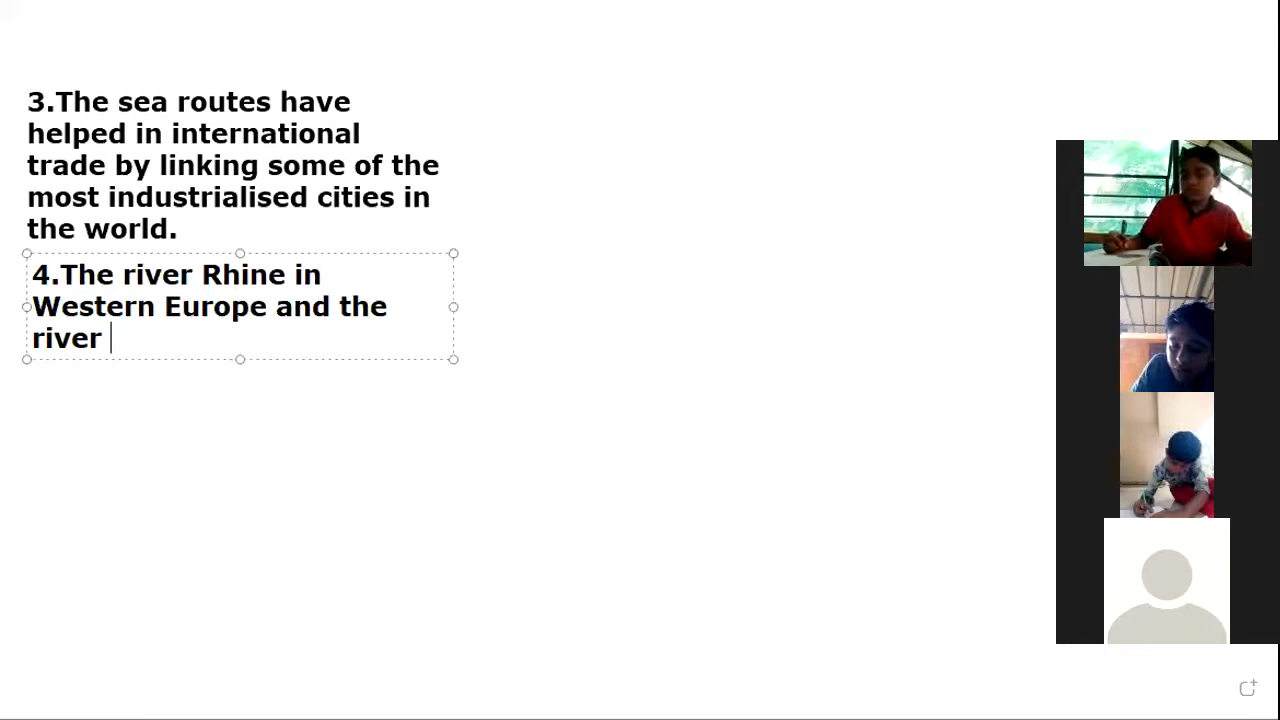 3.The sea routes have
helped in international
trade by linking some of the
most industrialised cities in
the world.
4.The river Rhine in
Western Europe and the
river